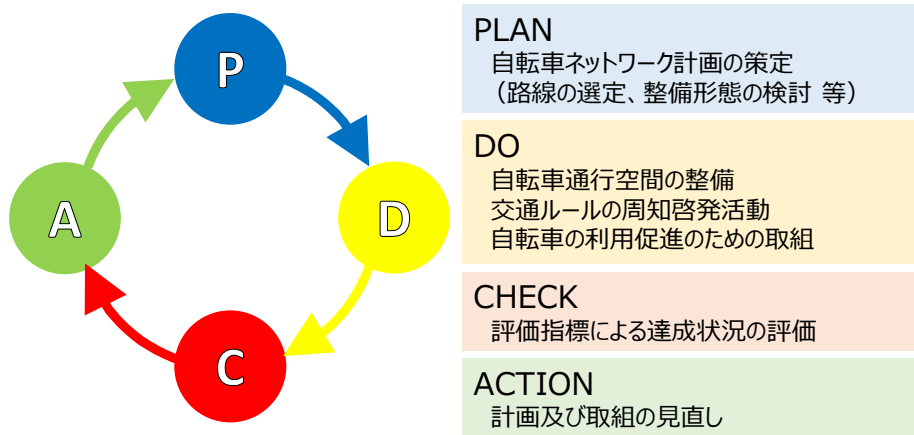 P
D
C
A
PLAN
自転車ネットワーク計画の策定
（路線の選定、整備形態の検討 等）
DO
自転車通行空間の整備
交通ルールの周知啓発活動
自転車の利用促進のための取組
CHECK
評価指標による達成状況の評価
ACTION
計画及び取組の見直し